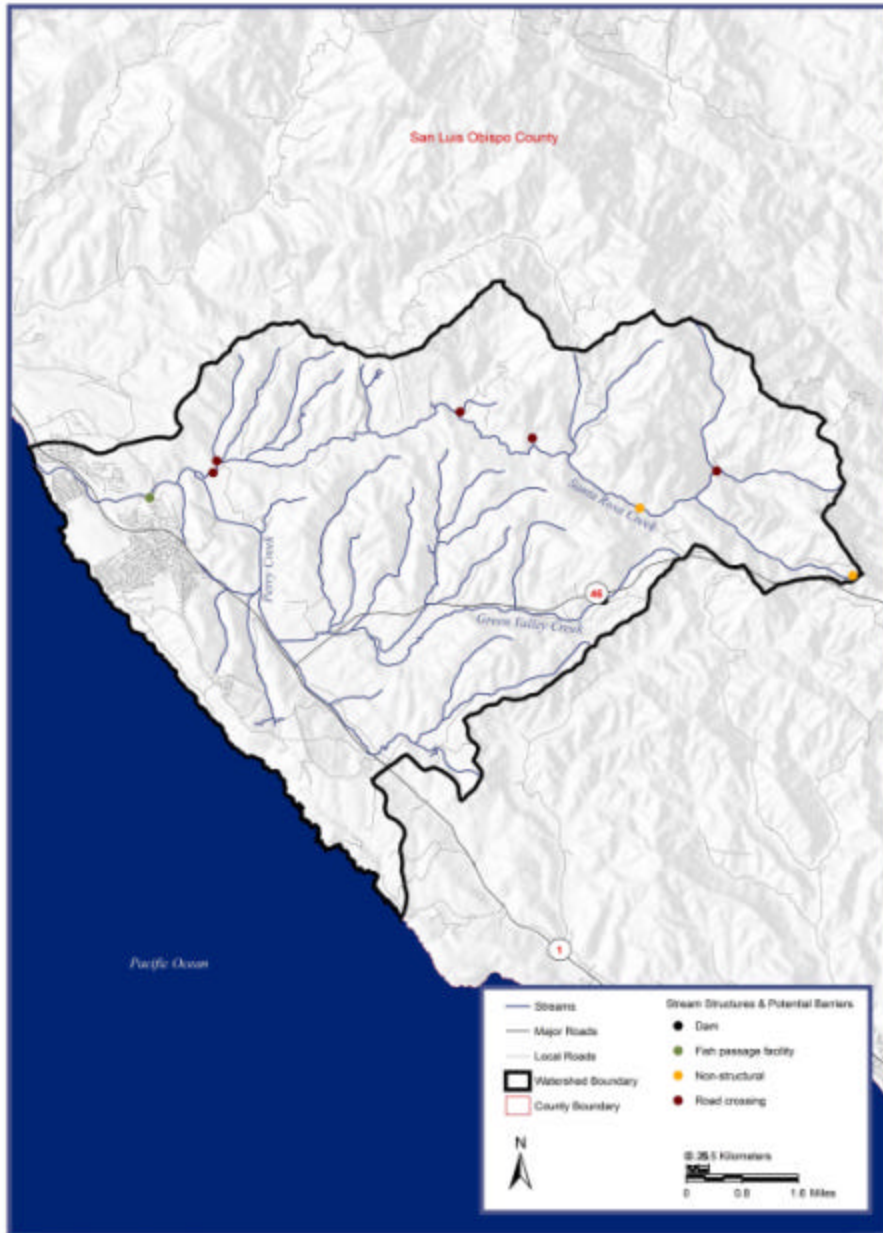 San Luis Obispo County
Santa Rosa Creek
Perry Creek
46
Green Valley Creek
Pacific Ocean
1
Streams
Major Roads
Local Roads
Watershed Boundary
County Boundary
Stream Structures & Potential Barriers
Dam
Fish passage facility
Non-structural
Road crossing
N
Kilometers
0 0.8 1.6 Miles